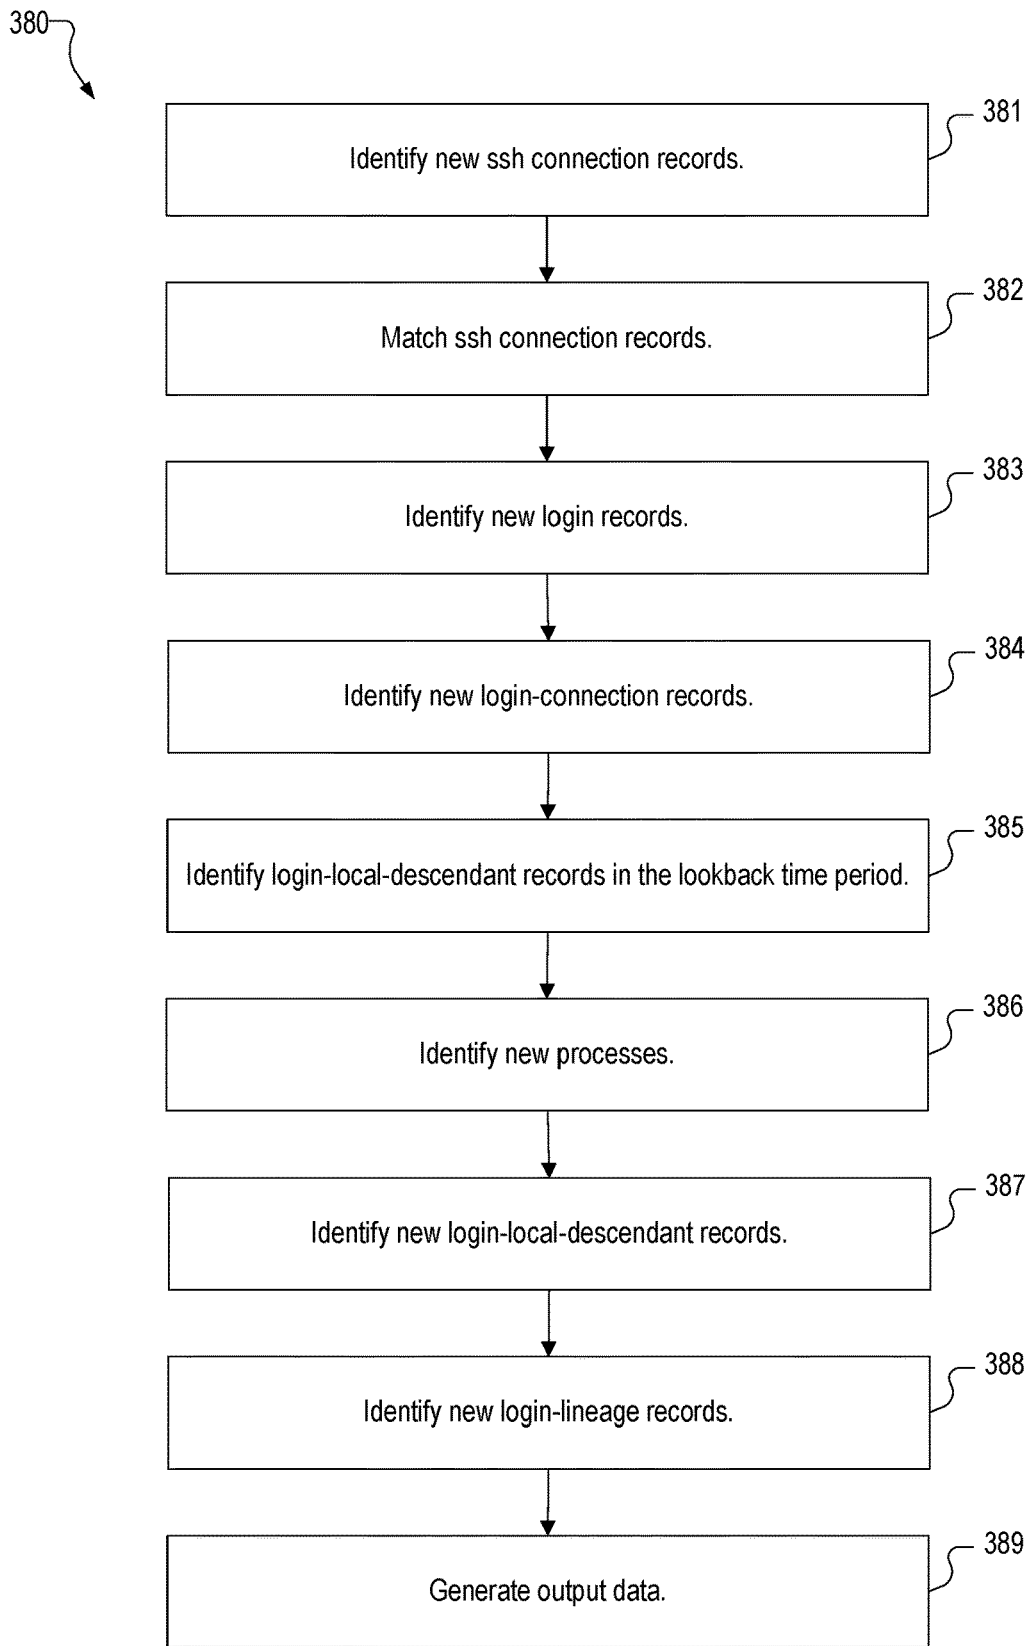 380
381
Identify new ssh connection records.
382
Match ssh connection records.
383
Identify new login records.
384
Identify new login-connection records.
385
Identify login-local-descendant records in the lookback time period.
386
Identify new processes.
387
Identify new login-local-descendant records.
388
Identify new login-lineage records.
389
Generate output data.